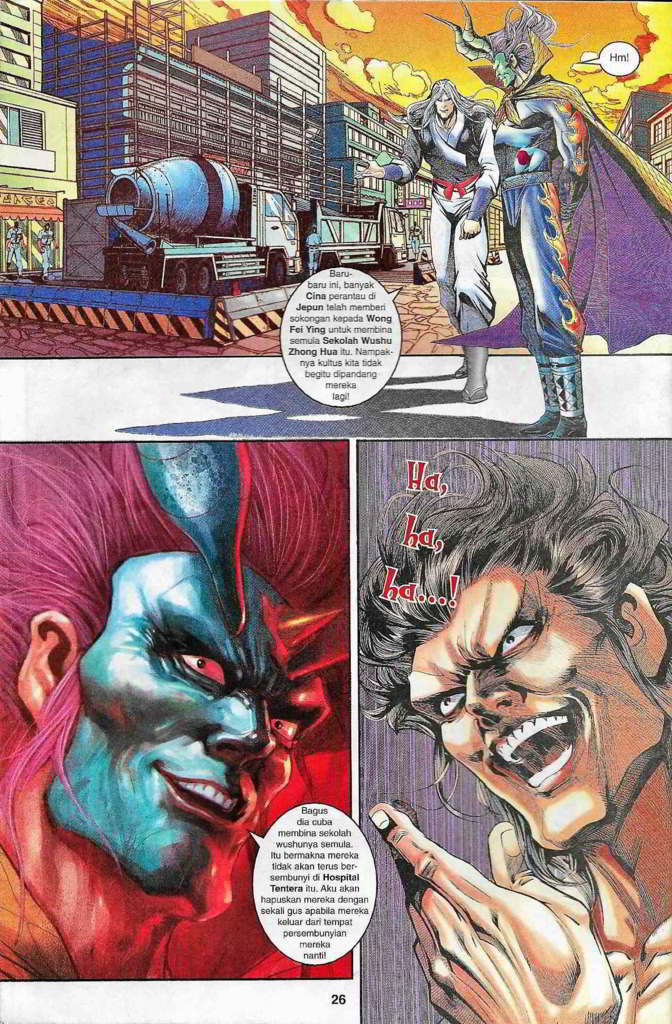 Hm!
Baru-
baru ini, banyak
Cina perantau di
Jepun telah memberi
sokongan kepada Wong
Fei Ying untuk membina
semula Sekolah Wushu
Zhong Hua itu. Nampak-
nya kultus kita tidak
begitu dipandang
mereka
lagi!
Ha,
ha,
ha...!
Bagus
dia cuba
membina sekolah
wushunya semula.
Itu bermakna mereka
tidak akan terus ber-
sembunyi di Hospital
Tentera itu. Aku akan
hapuskan mereka dengan
sekali gus apabila mereka
keluar dari tempat
persembunyian
mereka
nanti!
26